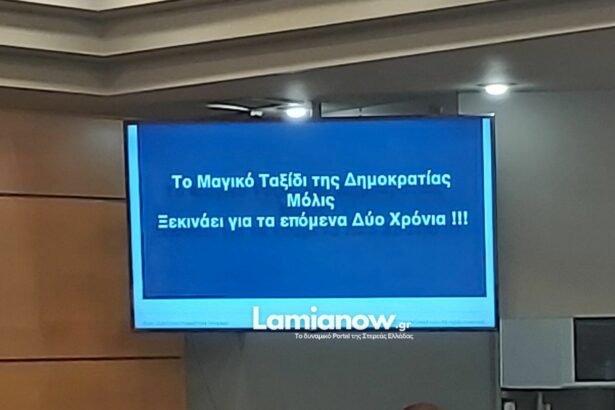 Το Μαγικό Ταξίδι της Δημοκρατίας
Μόλις
Ξεκινάει για τα επόμενα Δύο Χρόνια !!!
Lamianow.gr
Το δυναμικό Portal της Στερεάς Ελλάδας